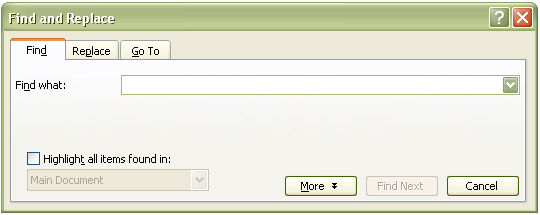 Find and Replace
Find Replace Go To
Find what:
Highlight all items found in:
Main Document
More Find Next Cancel